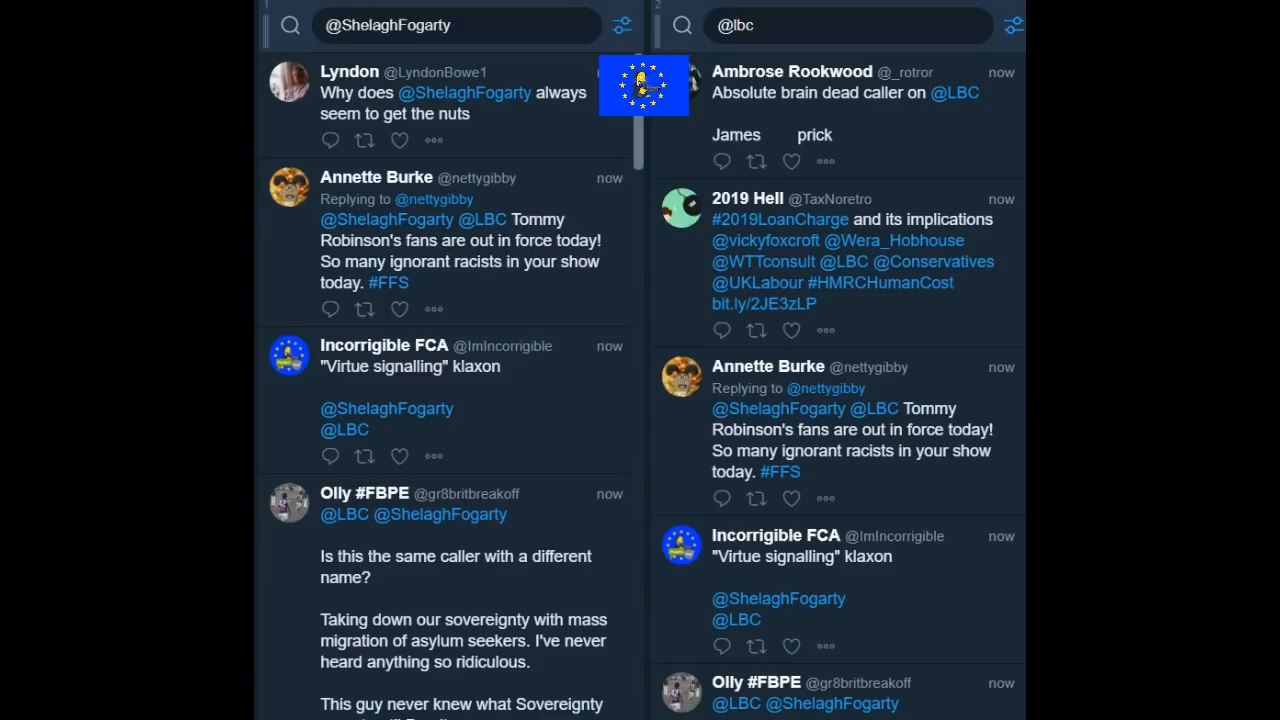 1
@ShelaghFogarty
Lyndon @LyndonBowe1
Why does @ShelaghFogarty always
seem to get the nuts
Annette Burke @nettygibby now
Replying to @nettygibby
@ShelaghFogarty @LBC Tommy
Robinson's fans are out in force today!
So many ignorant racists in your show
today. #FFS
Incorrigible FCA @ImIncorrigible now
"Virtue signalling" klaxon
@ShelaghFogarty
@LBC
Olly #FBPE @gr8britbreakoff now
@LBC @ShelaghFogarty
Is this the same caller with a different
name?
Taking down our sovereignty with mass
migration of asylum seekers. I've never
heard anything so ridiculous.
This guy never knew what Sovereignty
2
@lbc
Ambrose Rookwood @_rotror now
Absolute brain dead caller on @LBC
James prick
2019 Hell @TaxNoretro now
#2019LoanCharge and its implications
@vickyfoxcroft @Wera_Hobhouse
@WTTconsult @LBC @Conservatives
@UKLabour #HMRCHumanCost
bit.ly/2JE3zLP
Annette Burke @nettygibby now
Replying to @nettygibby
@ShelaghFogarty @LBC Tommy
Robinson's fans are out in force today!
So many ignorant racists in your show
today. #FFS
Incorrigible FCA @ImIncorrigible now
"Virtue signalling" klaxon
@ShelaghFogarty
@LBC
Olly #FBPE @gr8britbreakoff now
@LBC @ShelaghFogarty